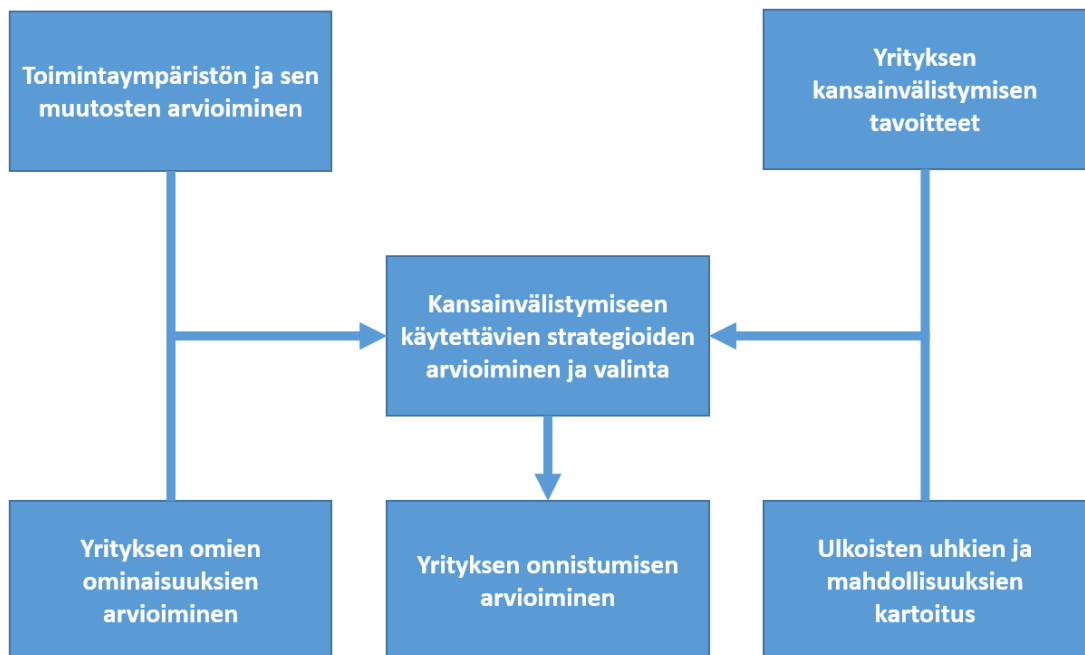 Toimintaympäristön ja sen
muutosten arvioiminen
Yrityksen
kansainvälistymisen
tavoitteet
Kansainvälistymiseen
käytettävien strategioiden
arvioiminen ja valinta
Yrityksen omien
ominaisuuksien
arvioiminen
Yrityksen onnistumisen
arvioiminen
Ulkoisten uhkien ja
mahdollisuuksien
kartoitus